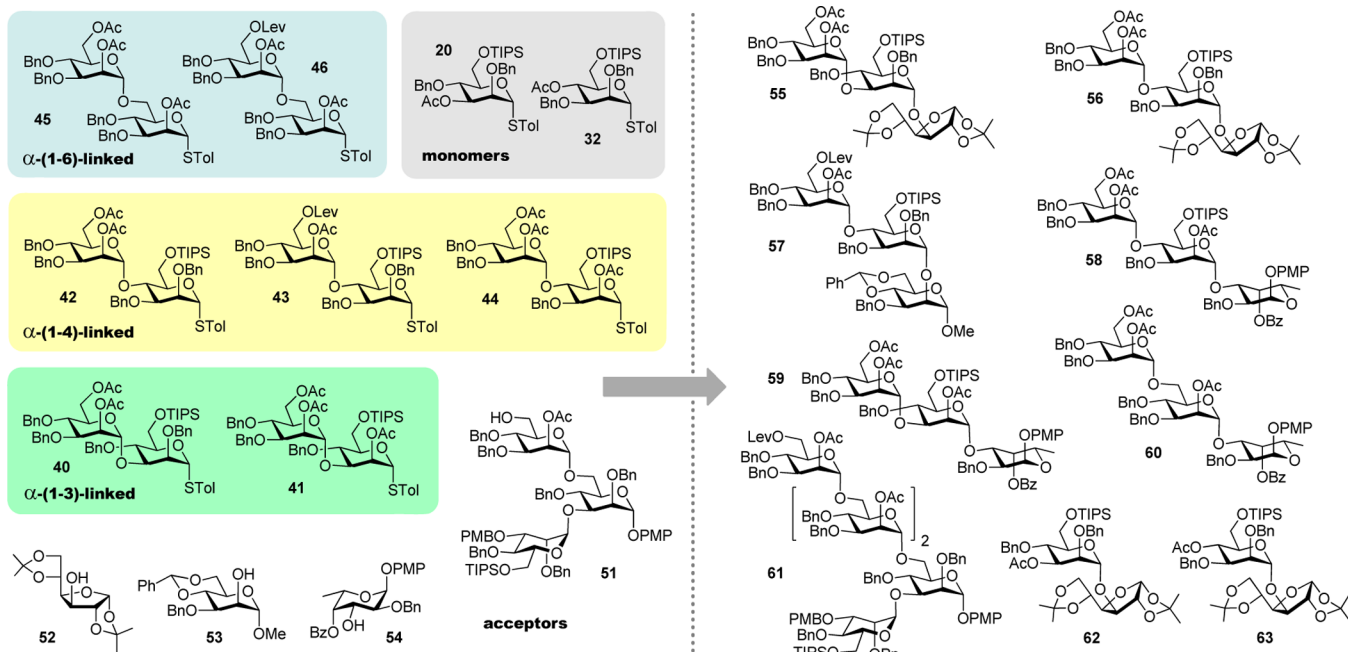 OAc
OAc
BnO
BnO
O
O
OAc
BnO
BnO
O
STol
45
α-(1-6)-linked
OLev
OAc
BnO
BnO
O
O
OAc
BnO
BnO
O
STol
46
20
OTIPS
OBn
BnO
AcO
O
STol
OTIPS
OBn
AcO
BnO
O
STol
32
monomers
OAc
OAc
BnO
BnO
O
OTIPS
OBn
O
BnO
O
STol
42
α-(1-4)-linked
OLev
OAc
BnO
BnO
O
OTIPS
OBn
O
BnO
O
STol
43
OAc
OAc
BnO
BnO
O
OTIPS
OAc
O
BnO
O
STol
44
OAc
OAc
BnO
BnO
O
OTIPS
OBn
BnO
O
O
STol
40
α-(1-3)-linked
OAc
OAc
BnO
BnO
O
OTIPS
OAc
BnO
O
O
STol
41
HO
OAc
BnO
BnO
O
O
OBn
BnO
O
O
OPMP
PMBO
BnO
O
TIPSO
OBn
51
O
O
OH
O
O
O
52
Ph
O
O
OH
BnO
O
OMe
53
OPMP
O
OBn
BzO
OH
54
acceptors
OAc
OAc
BnO
BnO
O
OTIPS
OBn
BnO
O
O
O
O
O
O
O
O
55
OAc
OAc
BnO
BnO
O
OTIPS
OBn
O
BnO
O
O
O
O
O
O
O
56
OLev
OAc
BnO
BnO
O
OTIPS
OBn
O
BnO
O
O
Ph
O
O
BnO
O
OMe
57
OAc
OAc
BnO
BnO
O
OTIPS
OAc
O
BnO
O
O
OPMP
BnO
O
OBz
58
59
OAc
OAc
BnO
BnO
O
OTIPS
OAc
BnO
O
O
O
OPMP
BnO
O
OBz
OAc
OAc
BnO
BnO
O
O
OAc
BnO
BnO
O
O
OPMP
BnO
O
OBz
60
LevO
OAc
BnO
BnO
O
O
OAc
BnO
BnO
O
2
O
OBn
BnO
O
O
OPMP
PMBO
BnO
O
TIPSO
OBn
61
OTIPS
OBn
BnO
AcO
O
O
O
O
O
O
O
62
OTIPS
OBn
AcO
BnO
O
O
O
O
O
O
O
63